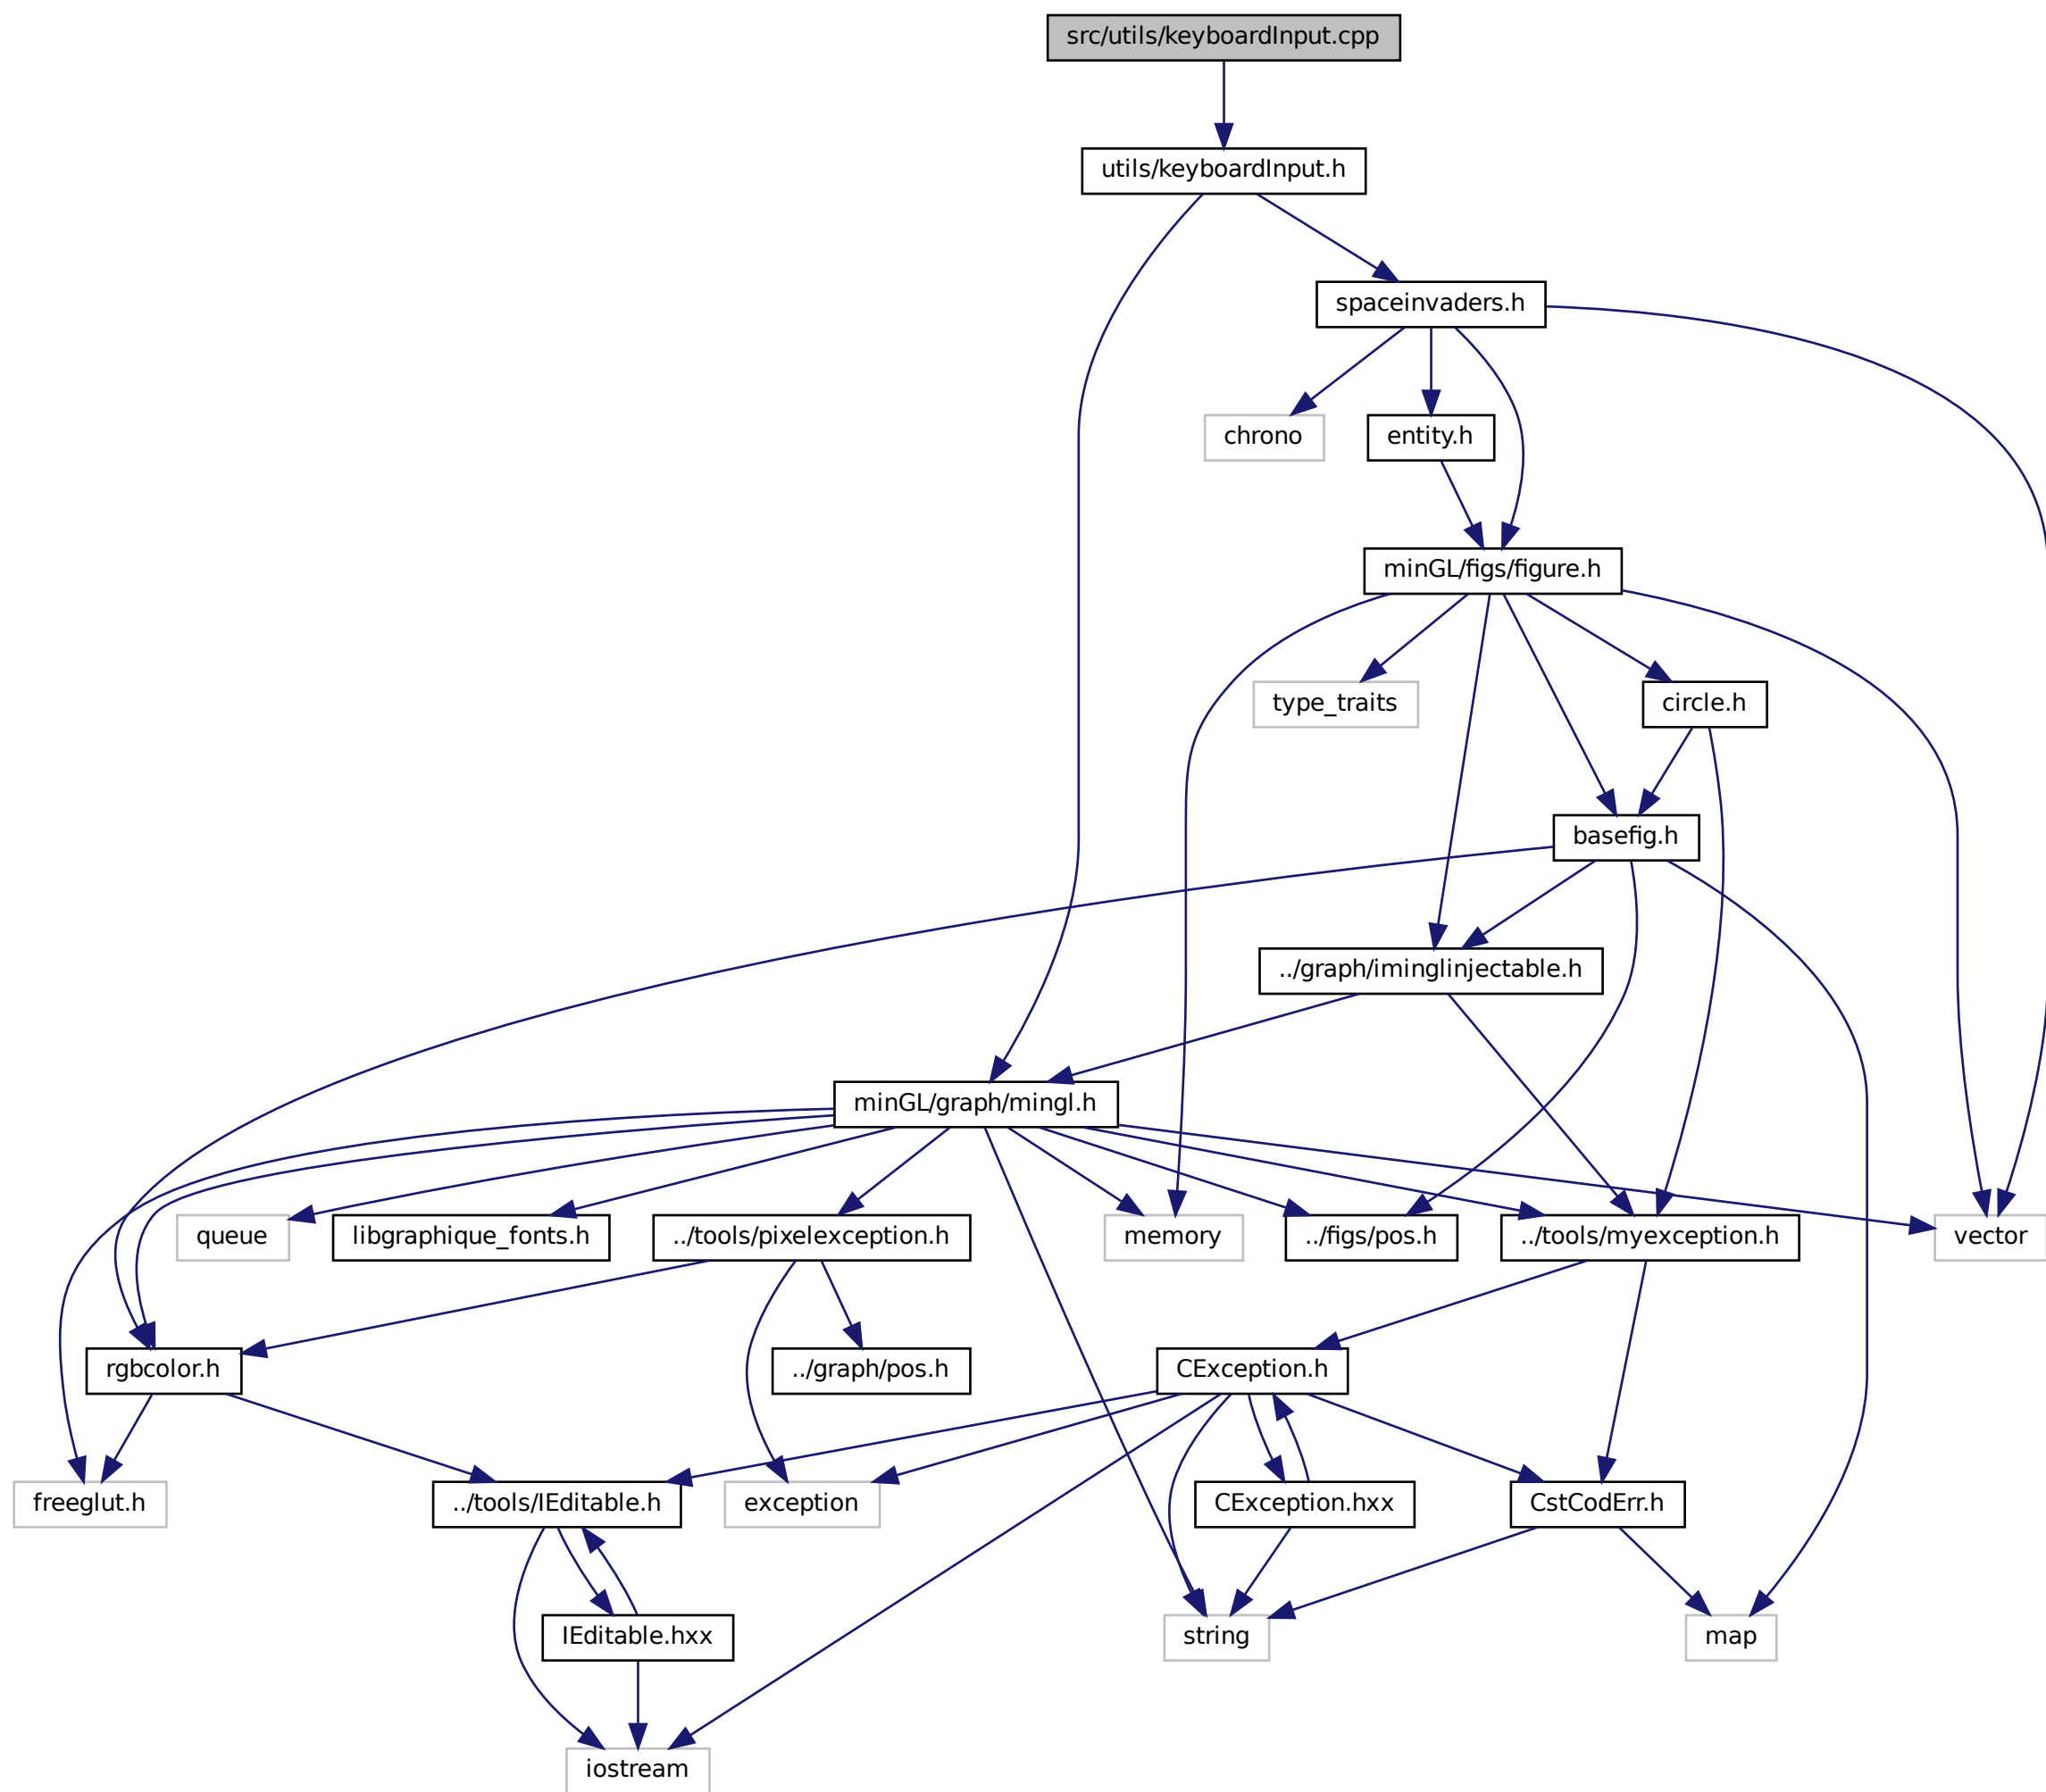 src/utils/keyboardInput.cpp
utils/keyboardInput.h
spaceinvaders.h
chrono
entity.h
minGL/figs/figure.h
type_traits
circle.h
basefig.h
../graph/iminglinjectable.h
minGL/graph/mingl.h
queue
libgraphique_fonts.h
../tools/pixelexception.h
memory
../figs/pos.h
../tools/myexception.h
vector
rgbcolor.h
../graph/pos.h
CException.h
freeglut.h
../tools/IEditable.h
exception
CException.hxx
CstCodErr.h
IEditable.hxx
string
map
iostream